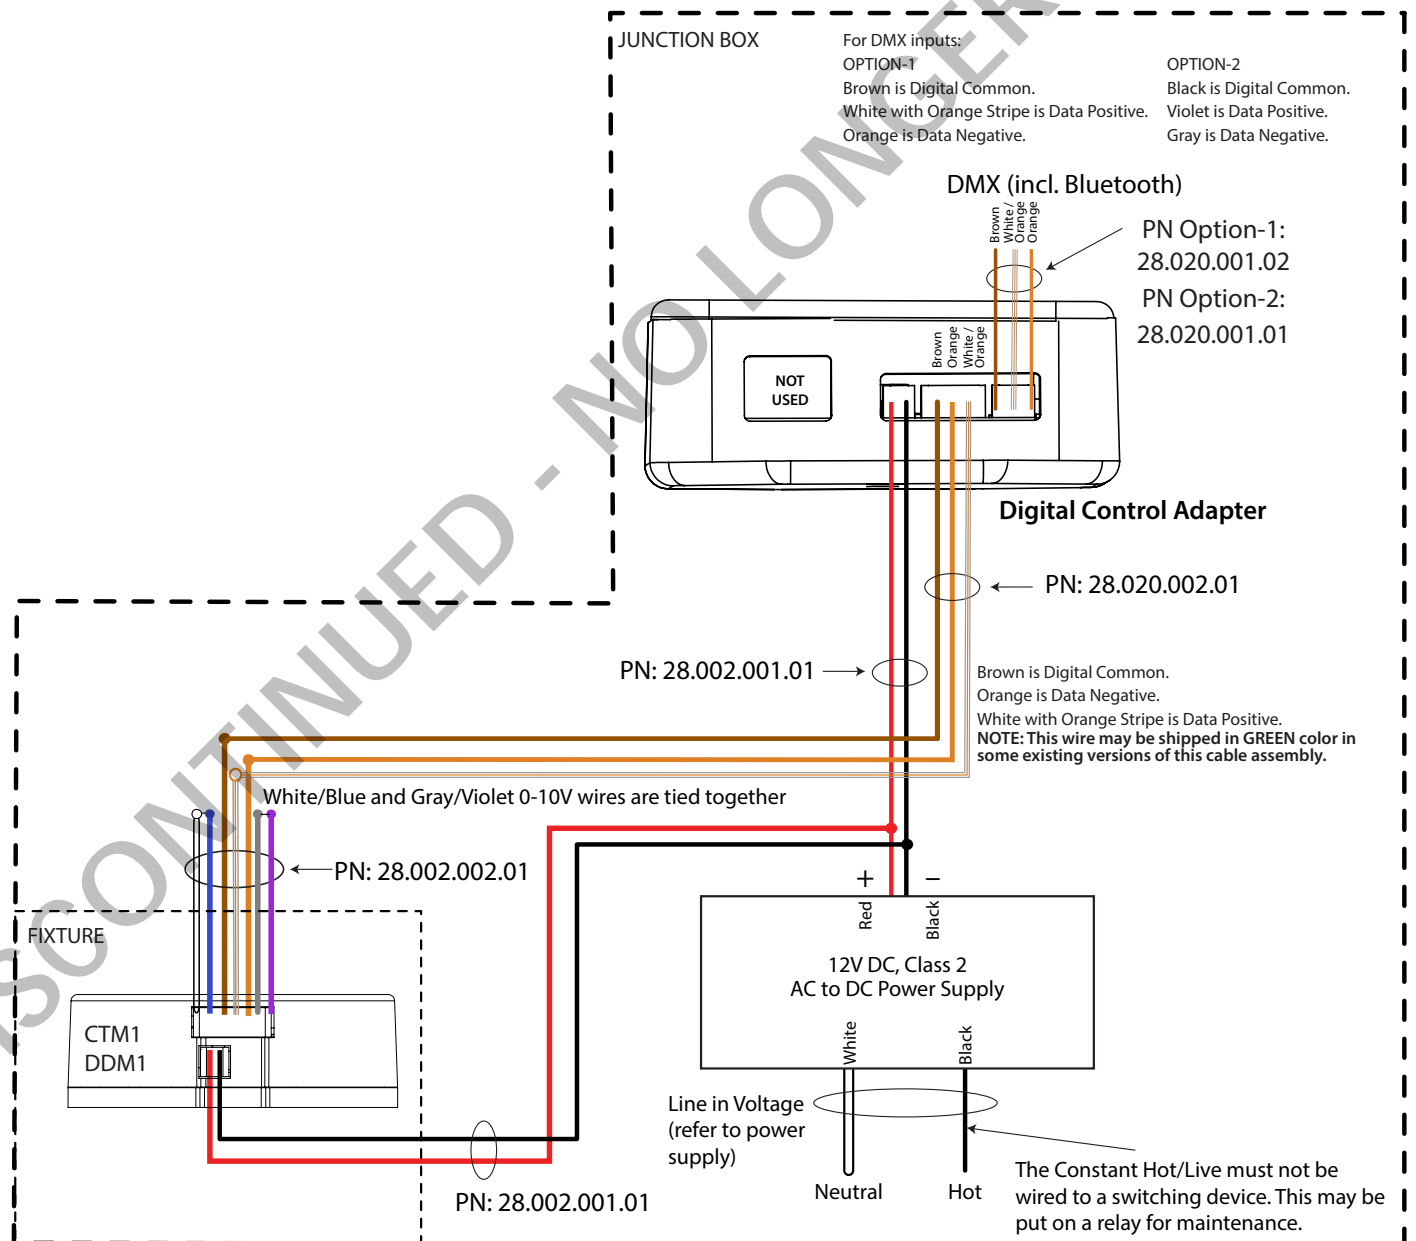 JUNCTION BOX
For DMX inputs:
OPTION-1
Brown is Digital Common.
White with Orange Stripe is Data Positive.
Orange is Data Negative.
OPTION-2
Black is Digital Common.
Violet is Data Positive.
Gray is Data Negative.
DMX (incl. Bluetooth)
Brown
White /
Orange
Orange
PN Option-1:
28.020.001.02
PN Option-2:
28.020.001.01
Brown
Orange
White /
Orange
NOT
USED
Digital Control Adapter
PN: 28.020.002.01
PN: 28.002.001.01
Brown is Digital Common.
Orange is Data Negative.
White with Orange Stripe is Data Positive.
NOTE: This wire may be shipped in GREEN color in
some existing versions of this cable assembly.
White/Blue and Gray/Violet 0-10V wires are tied together
PN: 28.002.002.01
+
−
Red
Black
12V DC, Class 2
AC to DC Power Supply
White
Black
FIXTURE
CTM1
DDM1
Line in Voltage
(refer to power
supply)
Neutral
Hot
PN: 28.002.001.01
The Constant Hot/Live must not be
wired to a switching device. This may be
put on a relay for maintenance.
ISCONTINUED - NO LONGER